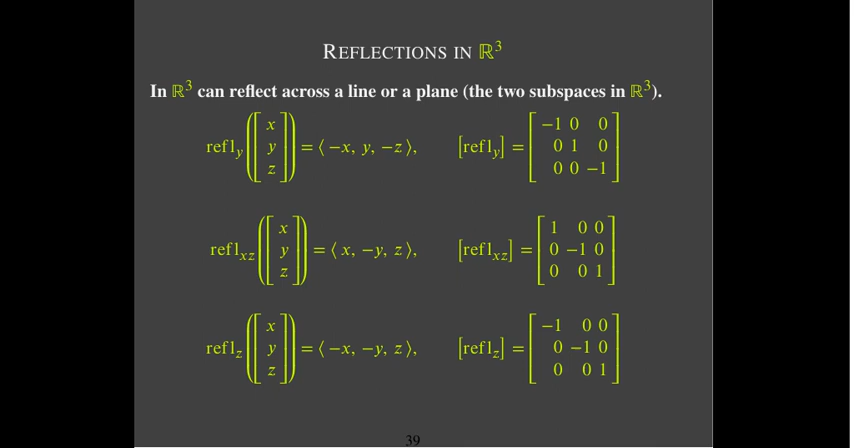 REFLECTIONS IN ℝ³
In ℝ³ can reflect across a line or a plane (the two subspaces in ℝ³).
refl_y([x y z]) = ⟨ −x, y, −z ⟩, [refl_y] = [−1 0 0; 0 1 0; 0 0 −1]
refl_xz([x y z]) = ⟨ x, −y, z ⟩, [refl_xz] = [1 0 0; 0 −1 0; 0 0 1]
refl_z([x y z]) = ⟨ −x, −y, z ⟩, [refl_z] = [−1 0 0; 0 −1 0; 0 0 1]
39